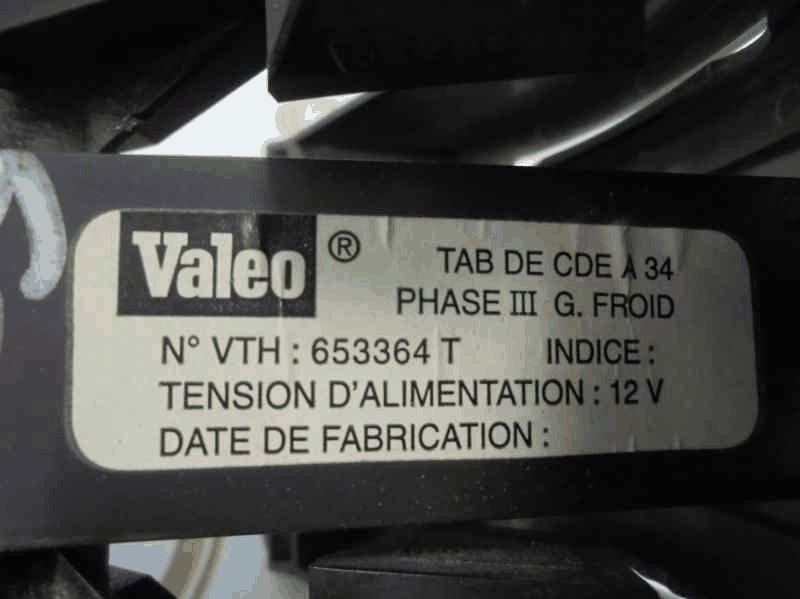 Valeo ®
TAB DE CDE A 34
PHASE III G. FROID
N° VTH : 653364 T INDICE :
TENSION D'ALIMENTATION : 12 V
DATE DE FABRICATION :